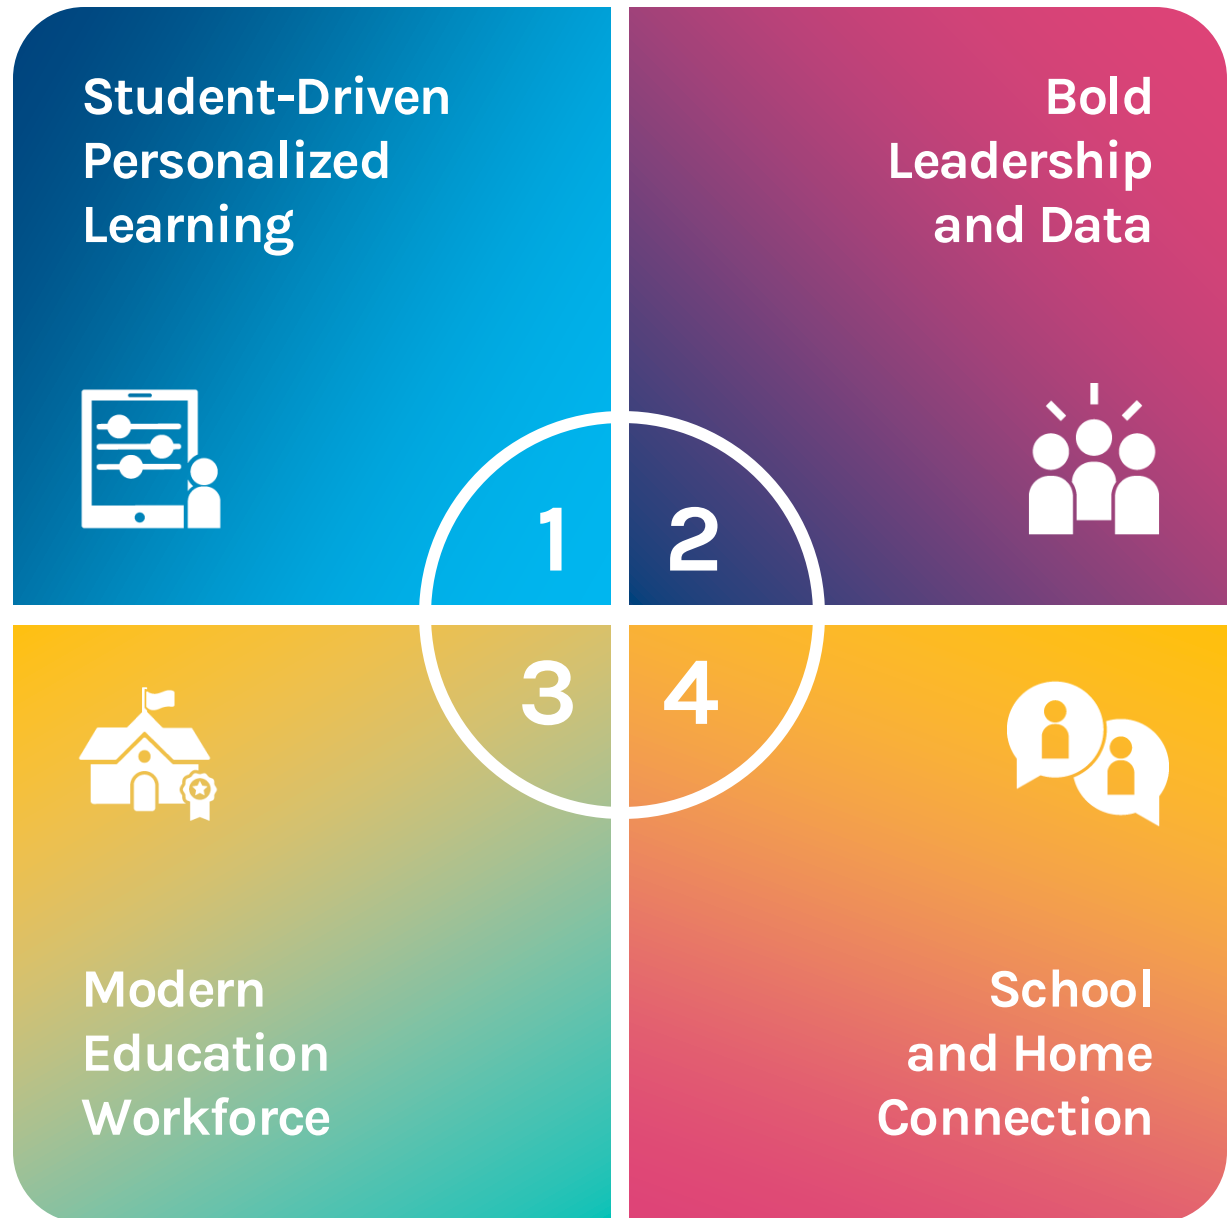 Student-Driven
Personalized
Learning
1
Bold
Leadership
and Data
2
3
Modern
Education
Workforce
4
School
and Home
Connection